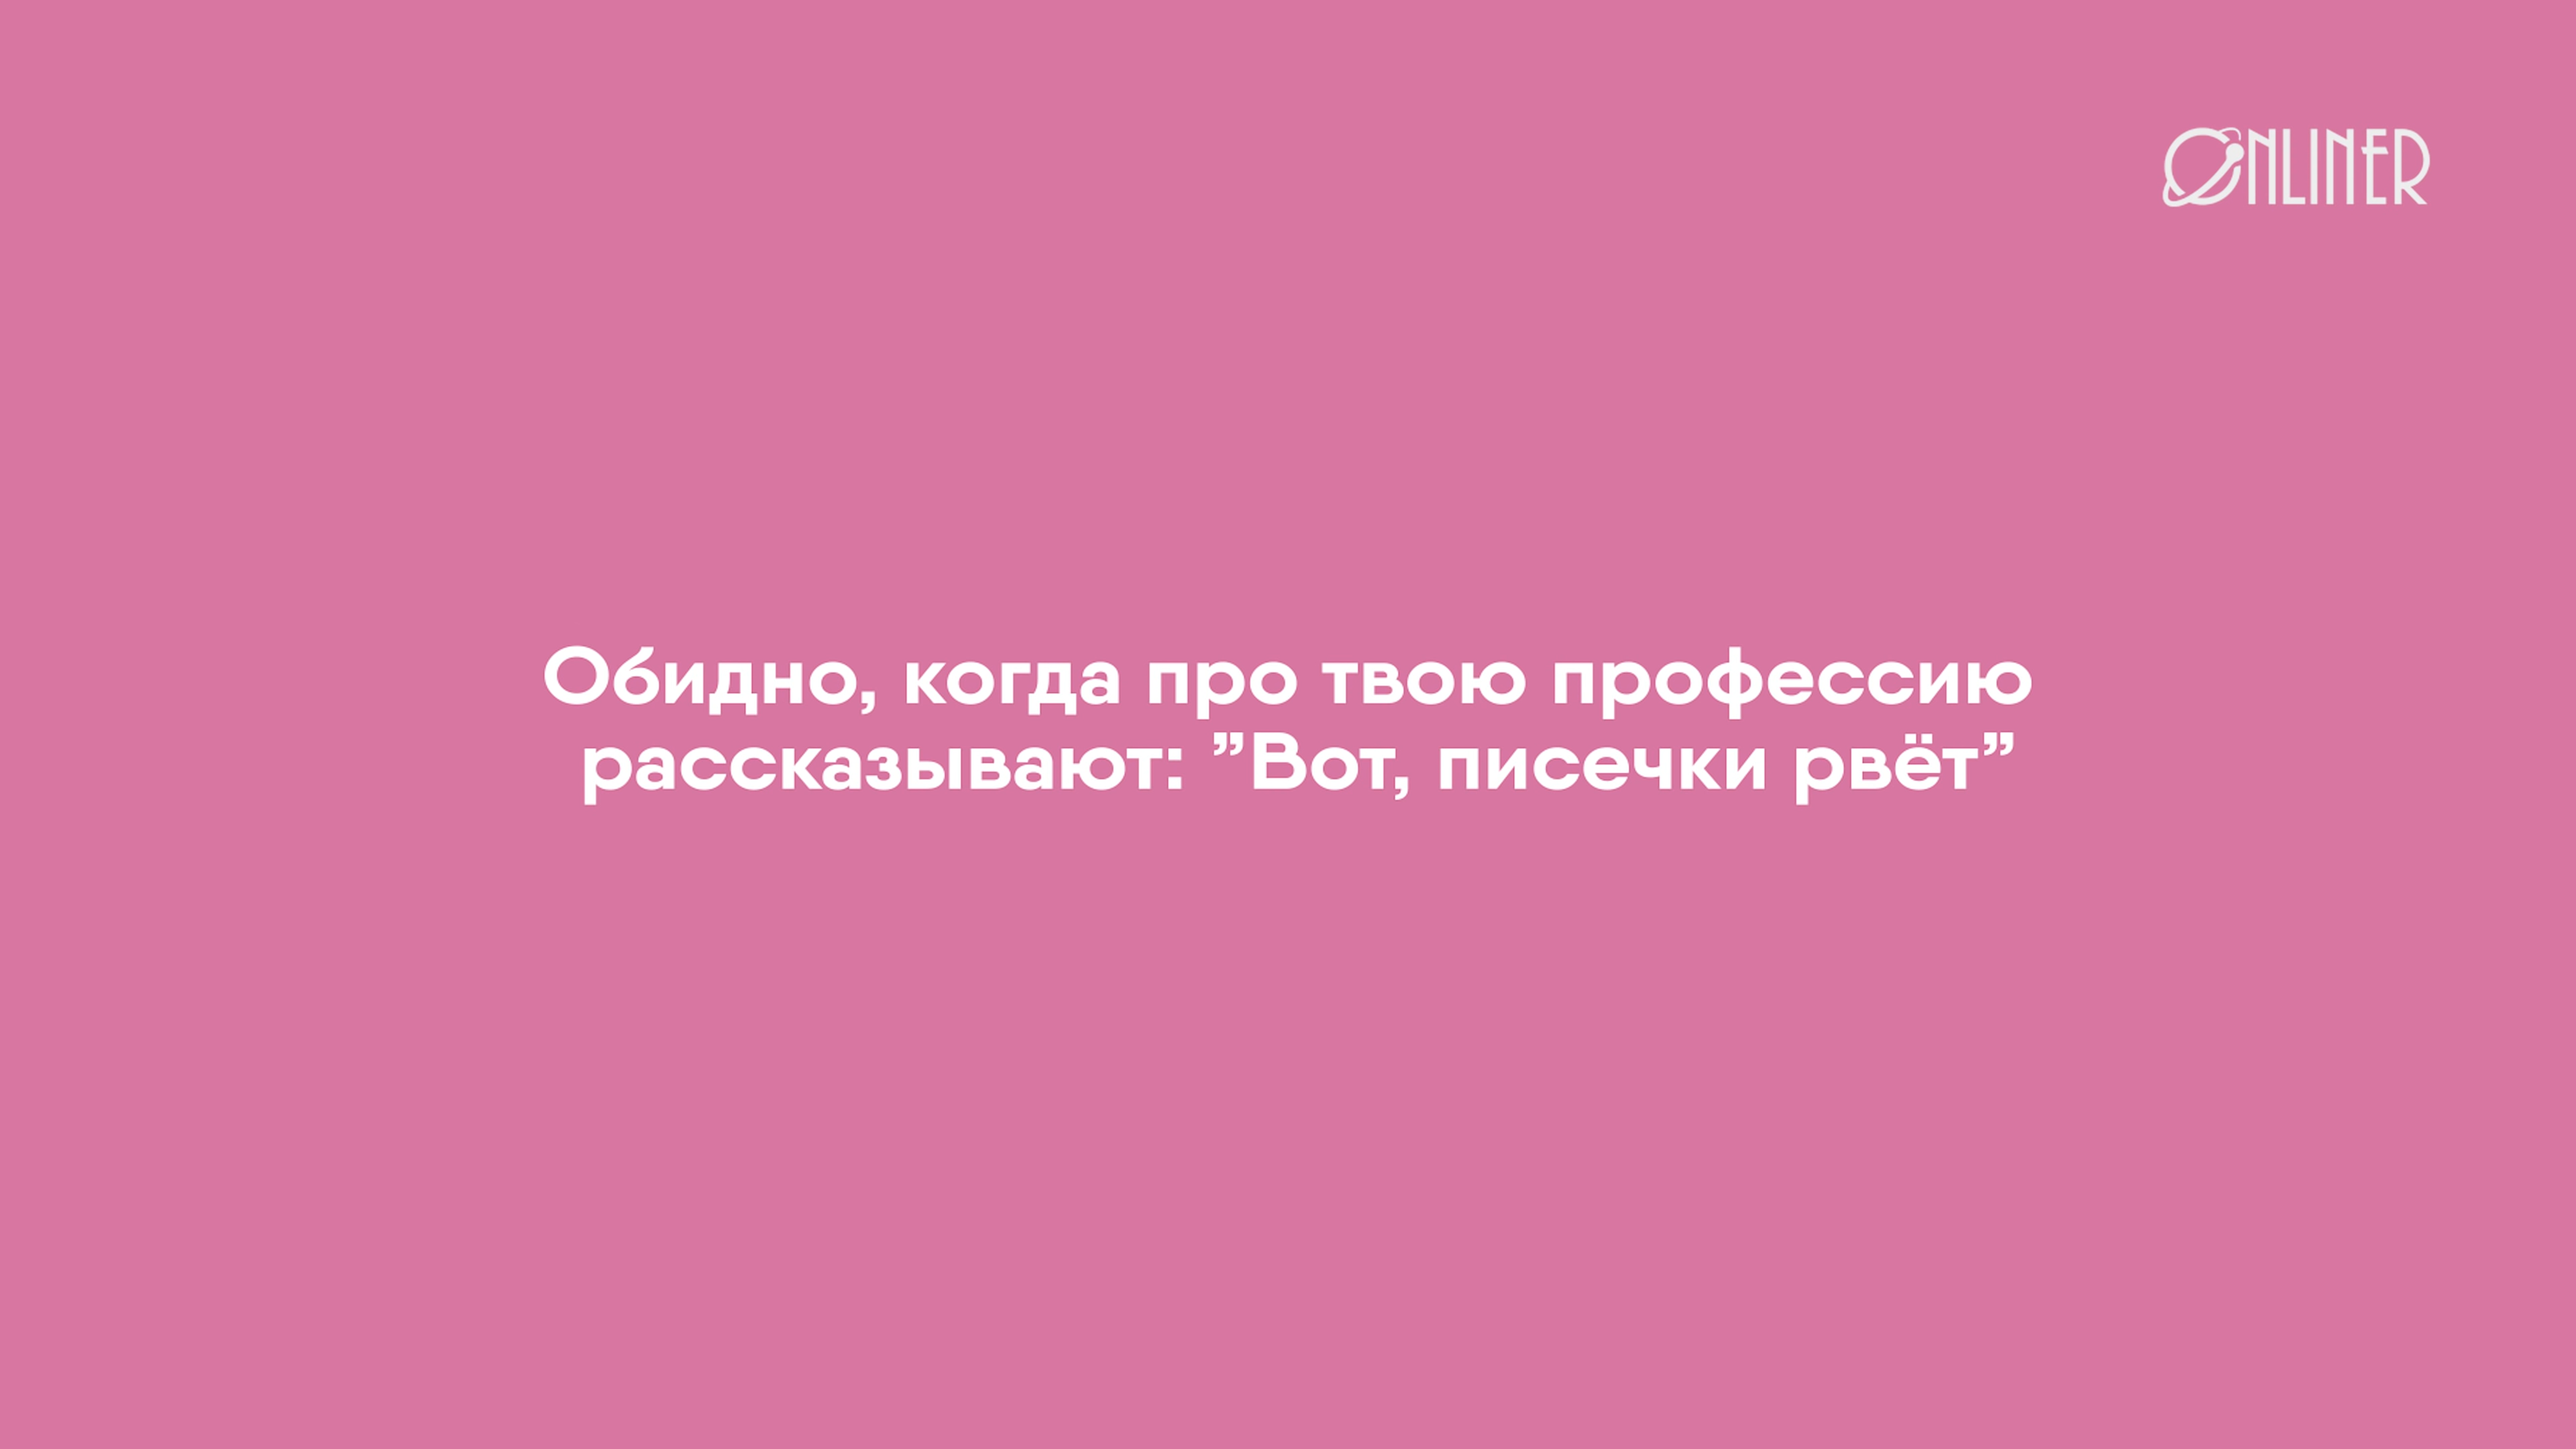 ONLINER
Обидно, когда про твою профессию
рассказывают: ”Вот, писечки рвёт”